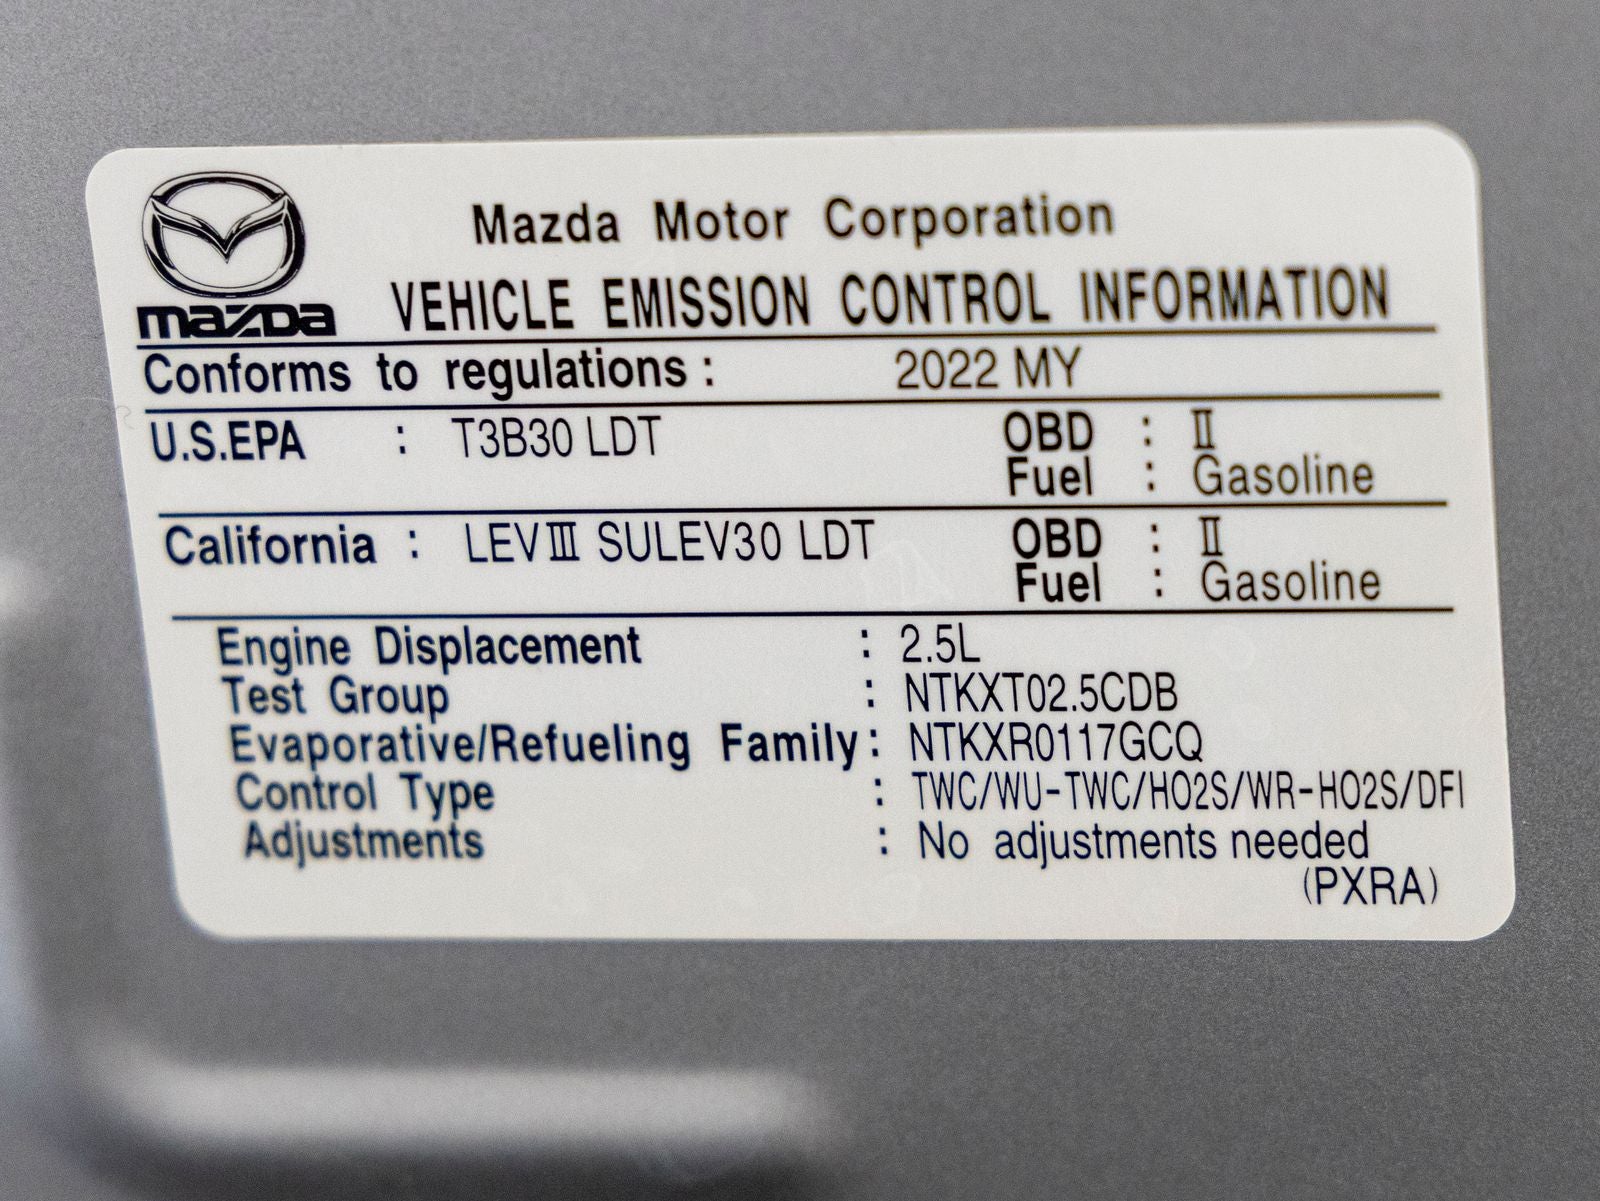 mazda
Mazda Motor Corporation
VEHICLE EMISSION CONTROL INFORMATION
Conforms to regulations : 2022 MY
U.S.EPA : T3B30 LDT OBD : Ⅱ
Fuel : Gasoline
California : LEVⅢ SULEV30 LDT OBD : Ⅱ
Fuel : Gasoline
Engine Displacement : 2.5L
Test Group : NTKXT02.5CDB
Evaporative/Refueling Family : NTKXR0117GCQ
Control Type : TWC/WU-TWC/HO2S/WR-HO2S/DFI
Adjustments : No adjustments needed
(PXRA)